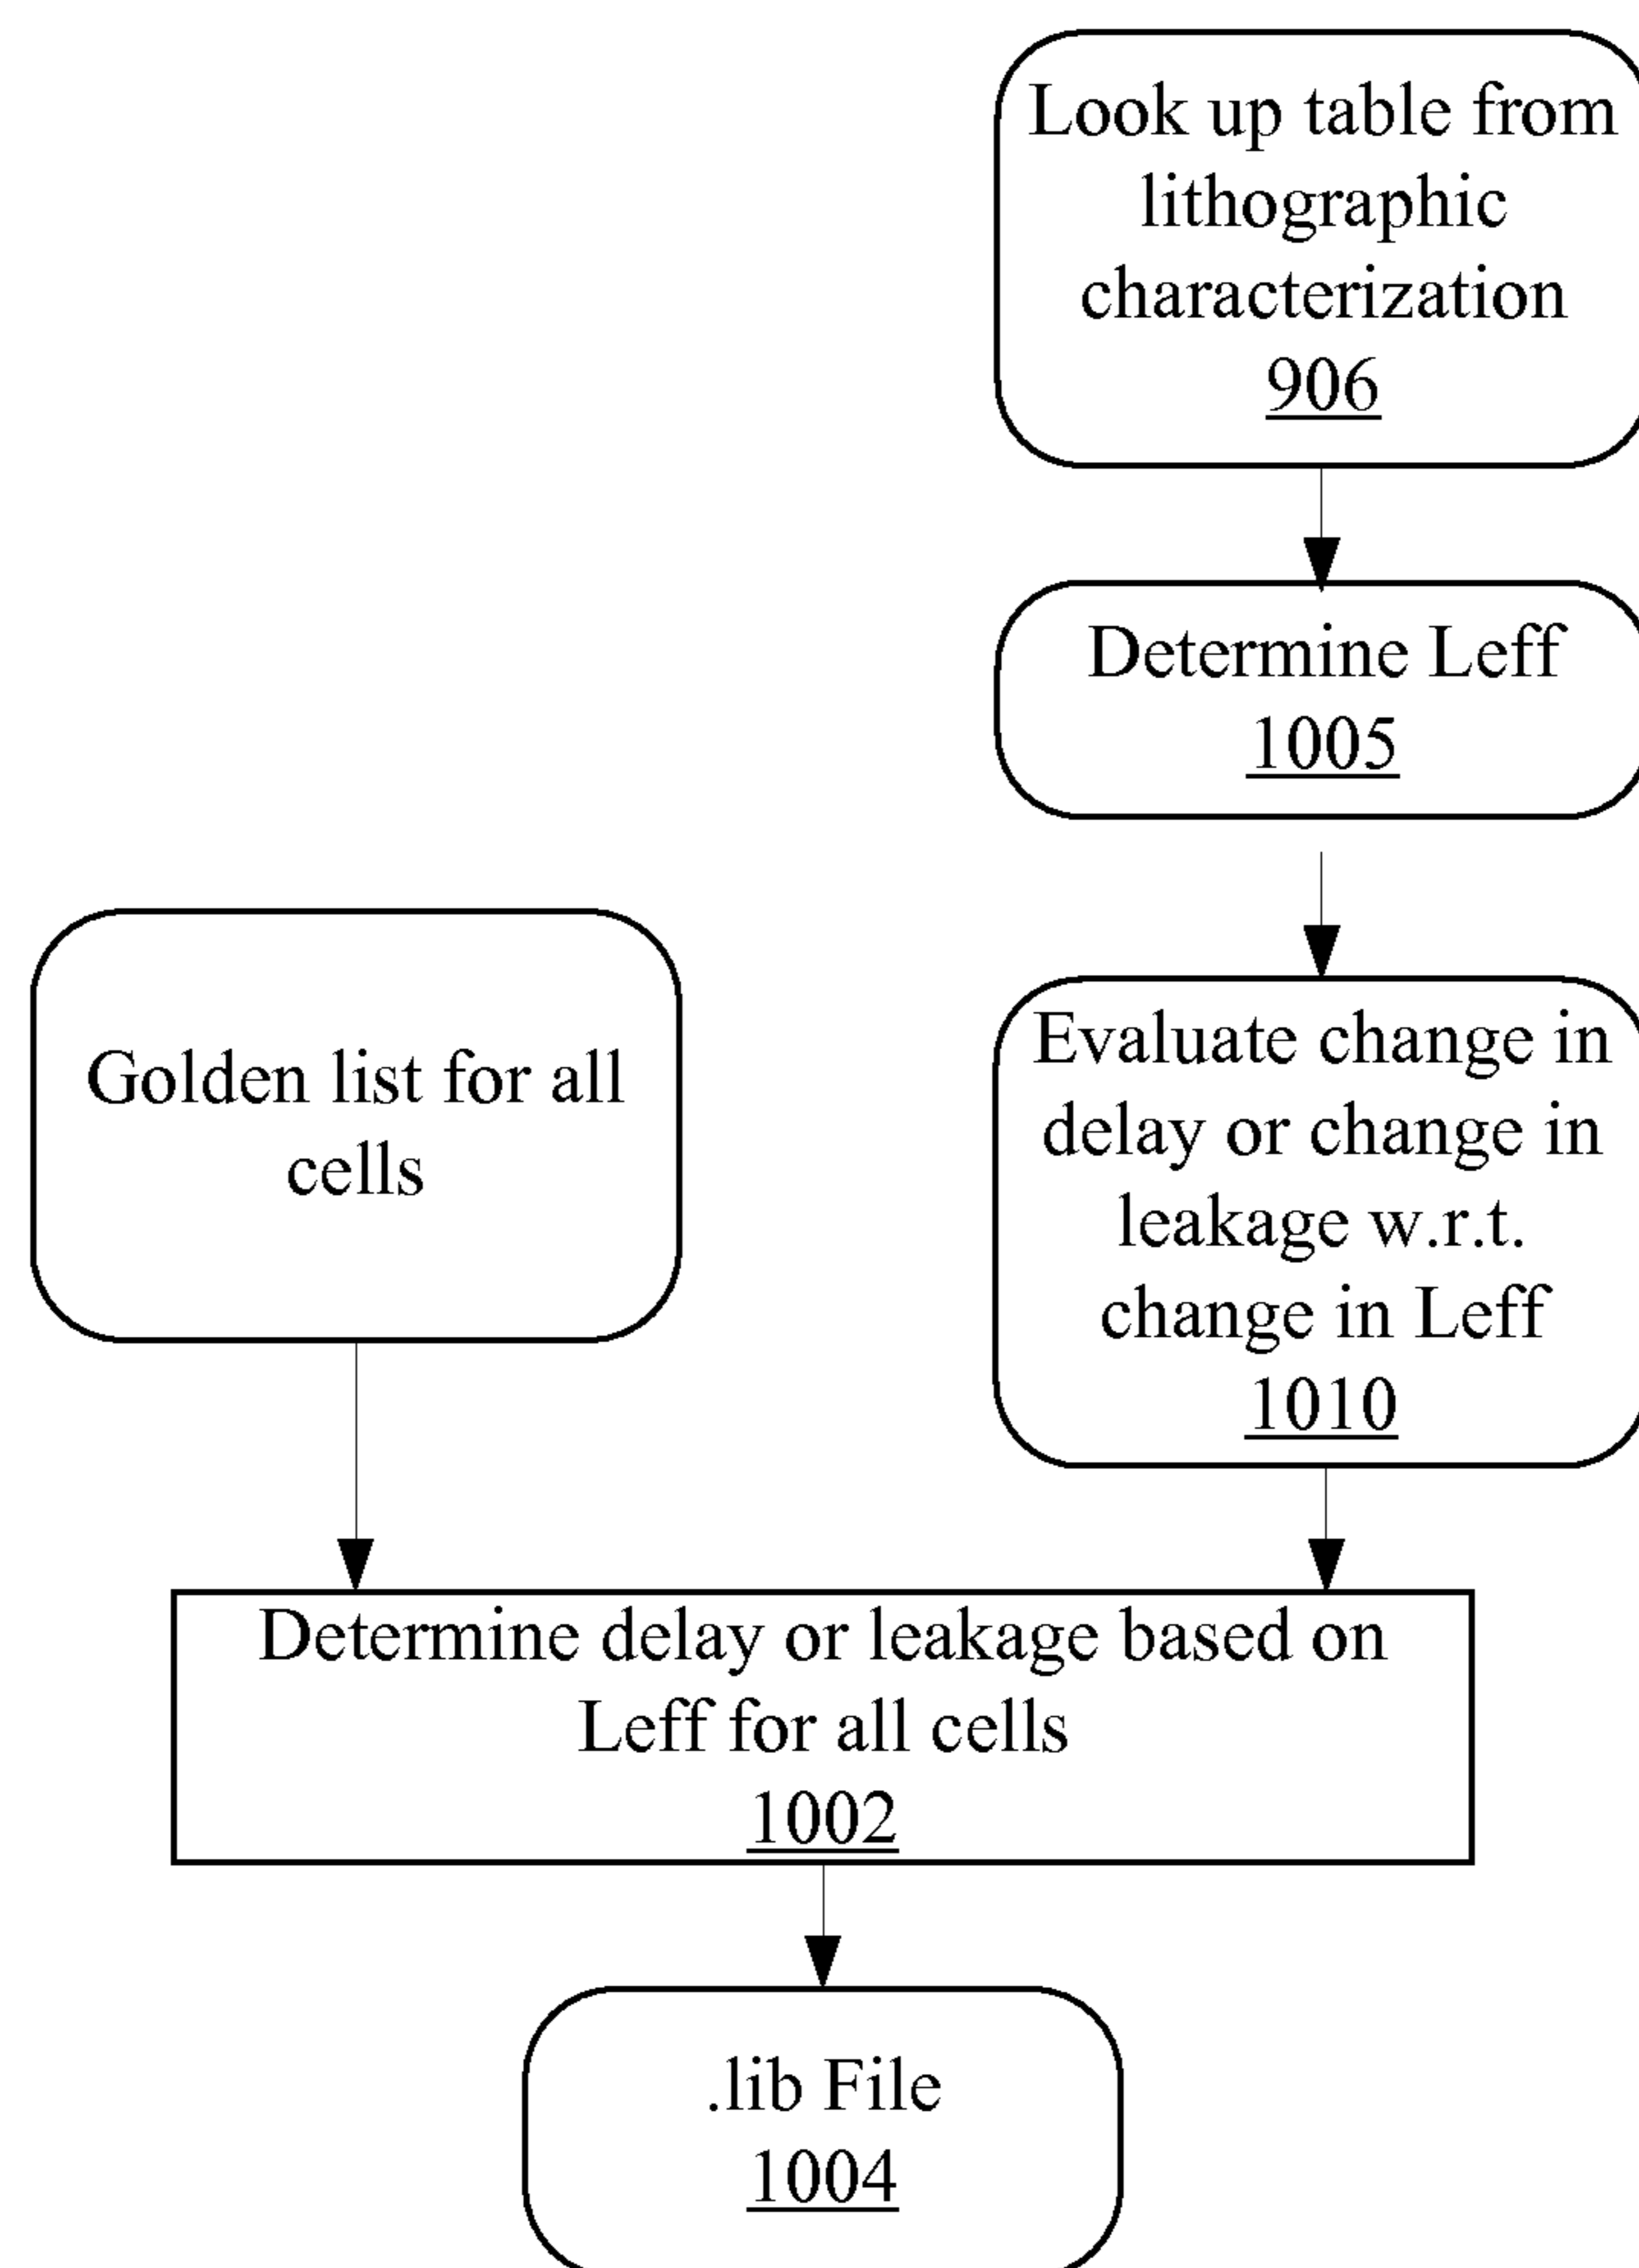 Look up table from
lithographic
characterization
906
Determine Leff
1005
Golden list for all
cells
Evaluate change in
delay or change in
leakage w.r.t.
change in Leff
1010
Determine delay or leakage based on
Leff for all cells
1002
.lib File
1004